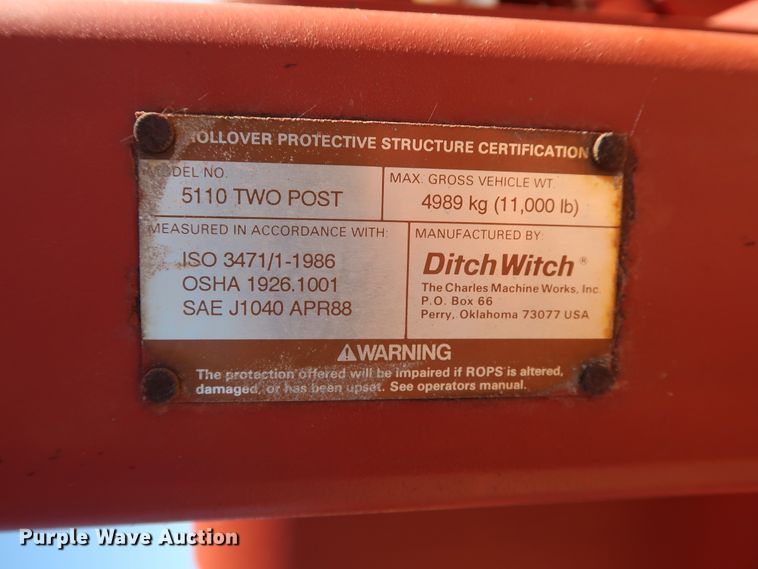 ROLLOVER PROTECTIVE STRUCTURE CERTIFICATION
MODEL NO.
5110 TWO POST
MAX. GROSS VEHICLE WT.
4989 kg (11,000 lb)
MEASURED IN ACCORDANCE WITH:
ISO 3471/1-1986
OSHA 1926.1001
SAE J1040 APR88
MANUFACTURED BY:
Ditch Witch®
The Charles Machine Works, Inc.
P.O. Box 66
Perry, Oklahoma 73077 USA
⚠WARNING
The protection offered will be impaired if ROPS is altered,
damaged, or has been upset. See operators manual.
Purple Wave Auction